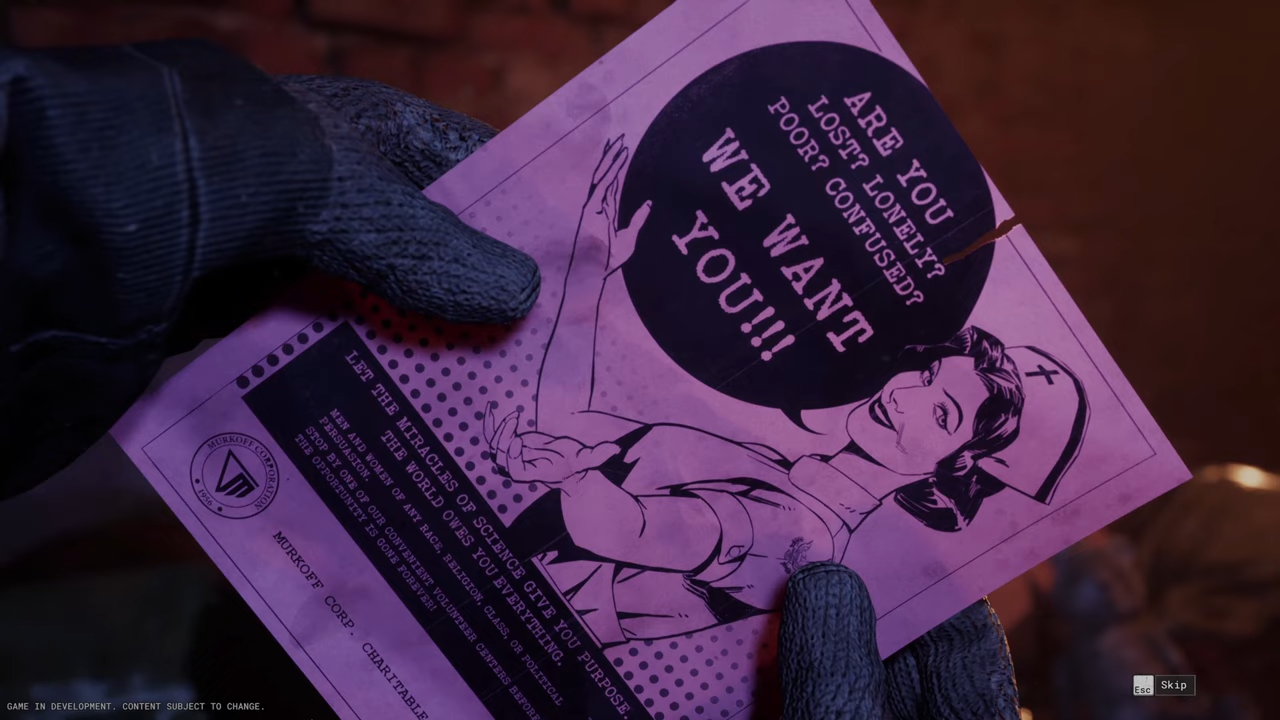 ARE YOU
LOST? LONELY?
POOR? CONFUSED?
WE WANT
YOU!!!
LET THE MIRACLES OF SCIENCE GIVE YOU PURPOSE.
THE WORLD OWES YOU EVERYTHING.
MEN AND WOMEN OF ANY RACE, RELIGION, CLASS, OR POLITICAL
PERSUASION.
STOP BY ONE OF OUR CONVENIENT VOLUNTEER CENTERS BEFORE
THE OPPORTUNITY IS GONE FOREVER!
MURKOFF CORPORATION
1956
MURKOFF CORP. CHARITABLE
GAME IN DEVELOPMENT. CONTENT SUBJECT TO CHANGE.
Esc Skip